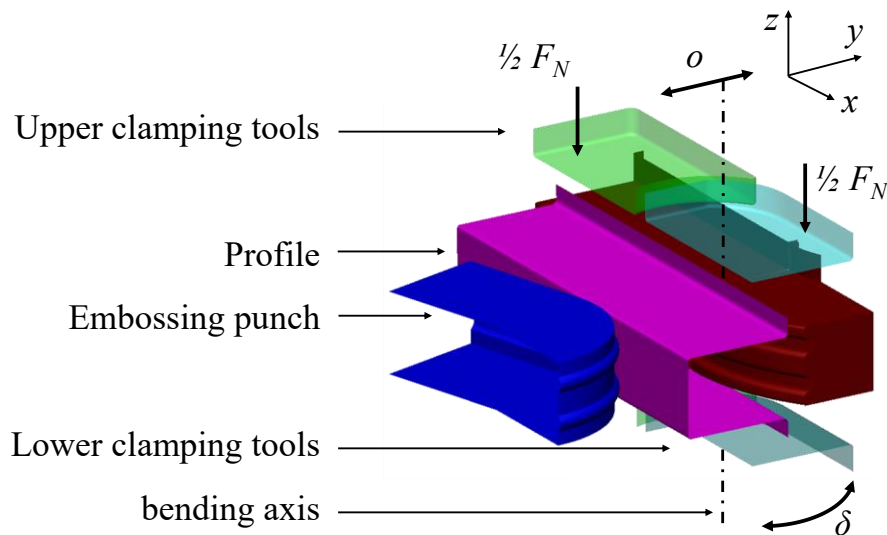 z
y
x
o
½ F_N
Upper clamping tools
½ F_N
Profile
Embossing punch
Lower clamping tools
bending axis
δ